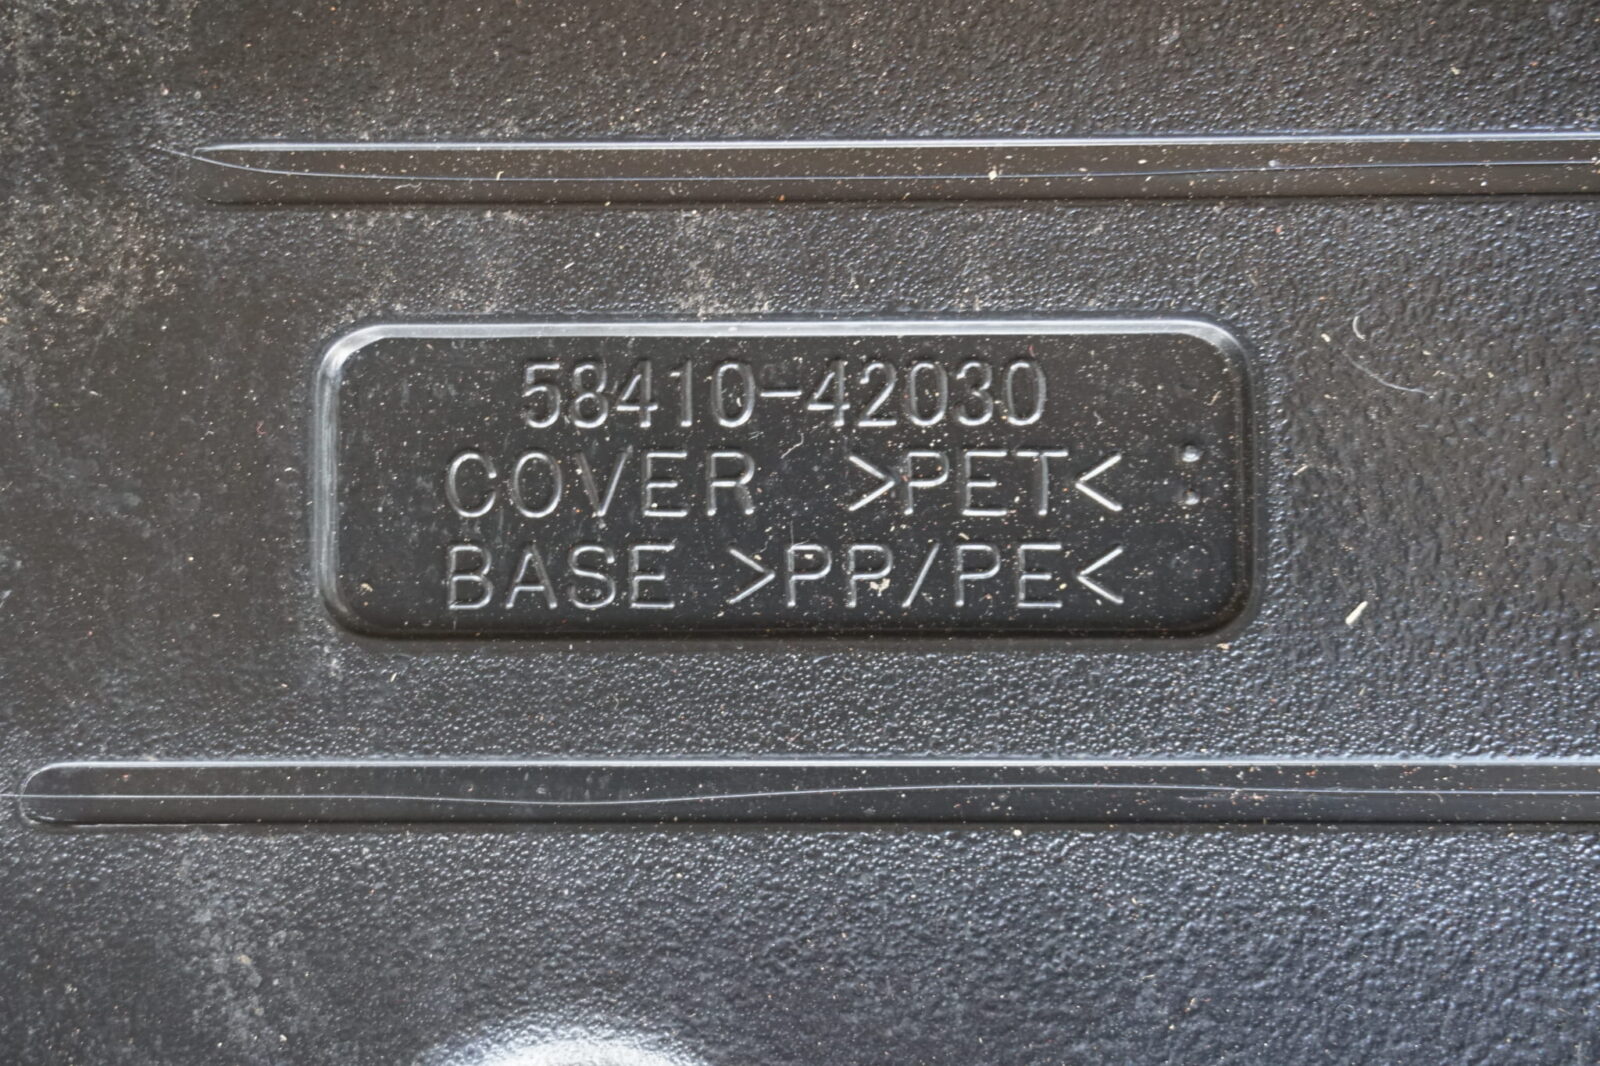 58410-42030
COVER >PET<
BASE >PP/PE<